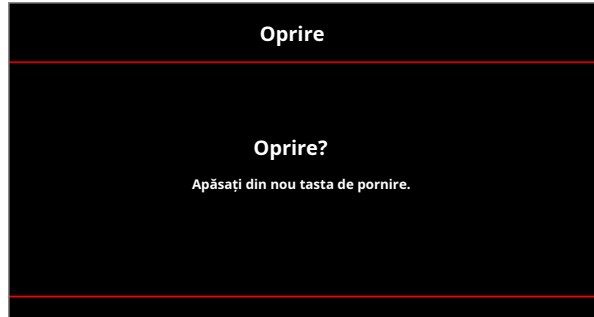 Oprire
Oprire?
Apăsați din nou tasta de pornire.